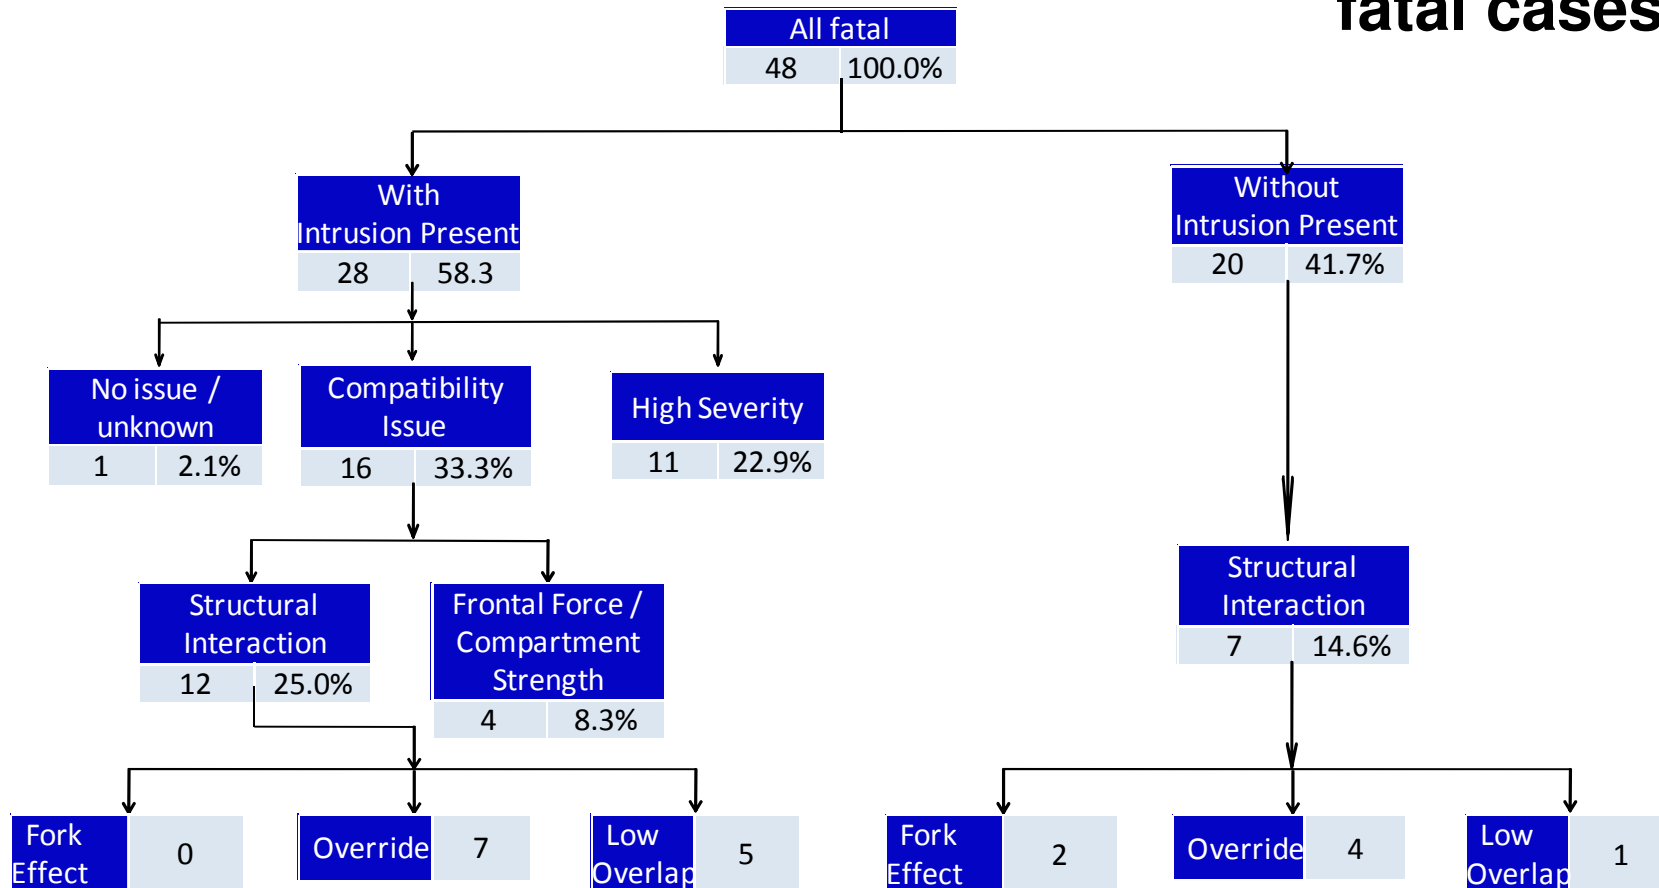 fatal cases
All fatal
48 100.0%
With
Intrusion Present
28 58.3
Without
Intrusion Present
20 41.7%
No issue /
unknown
1 2.1%
Compatibility
Issue
16 33.3%
High Severity
11 22.9%
Structural
Interaction
12 25.0%
Frontal Force /
Compartment
Strength
4 8.3%
Structural
Interaction
7 14.6%
Fork
Effect
0
Override
7
Low
Overlap
5
Fork
Effect
2
Override
4
Low
Overlap
1